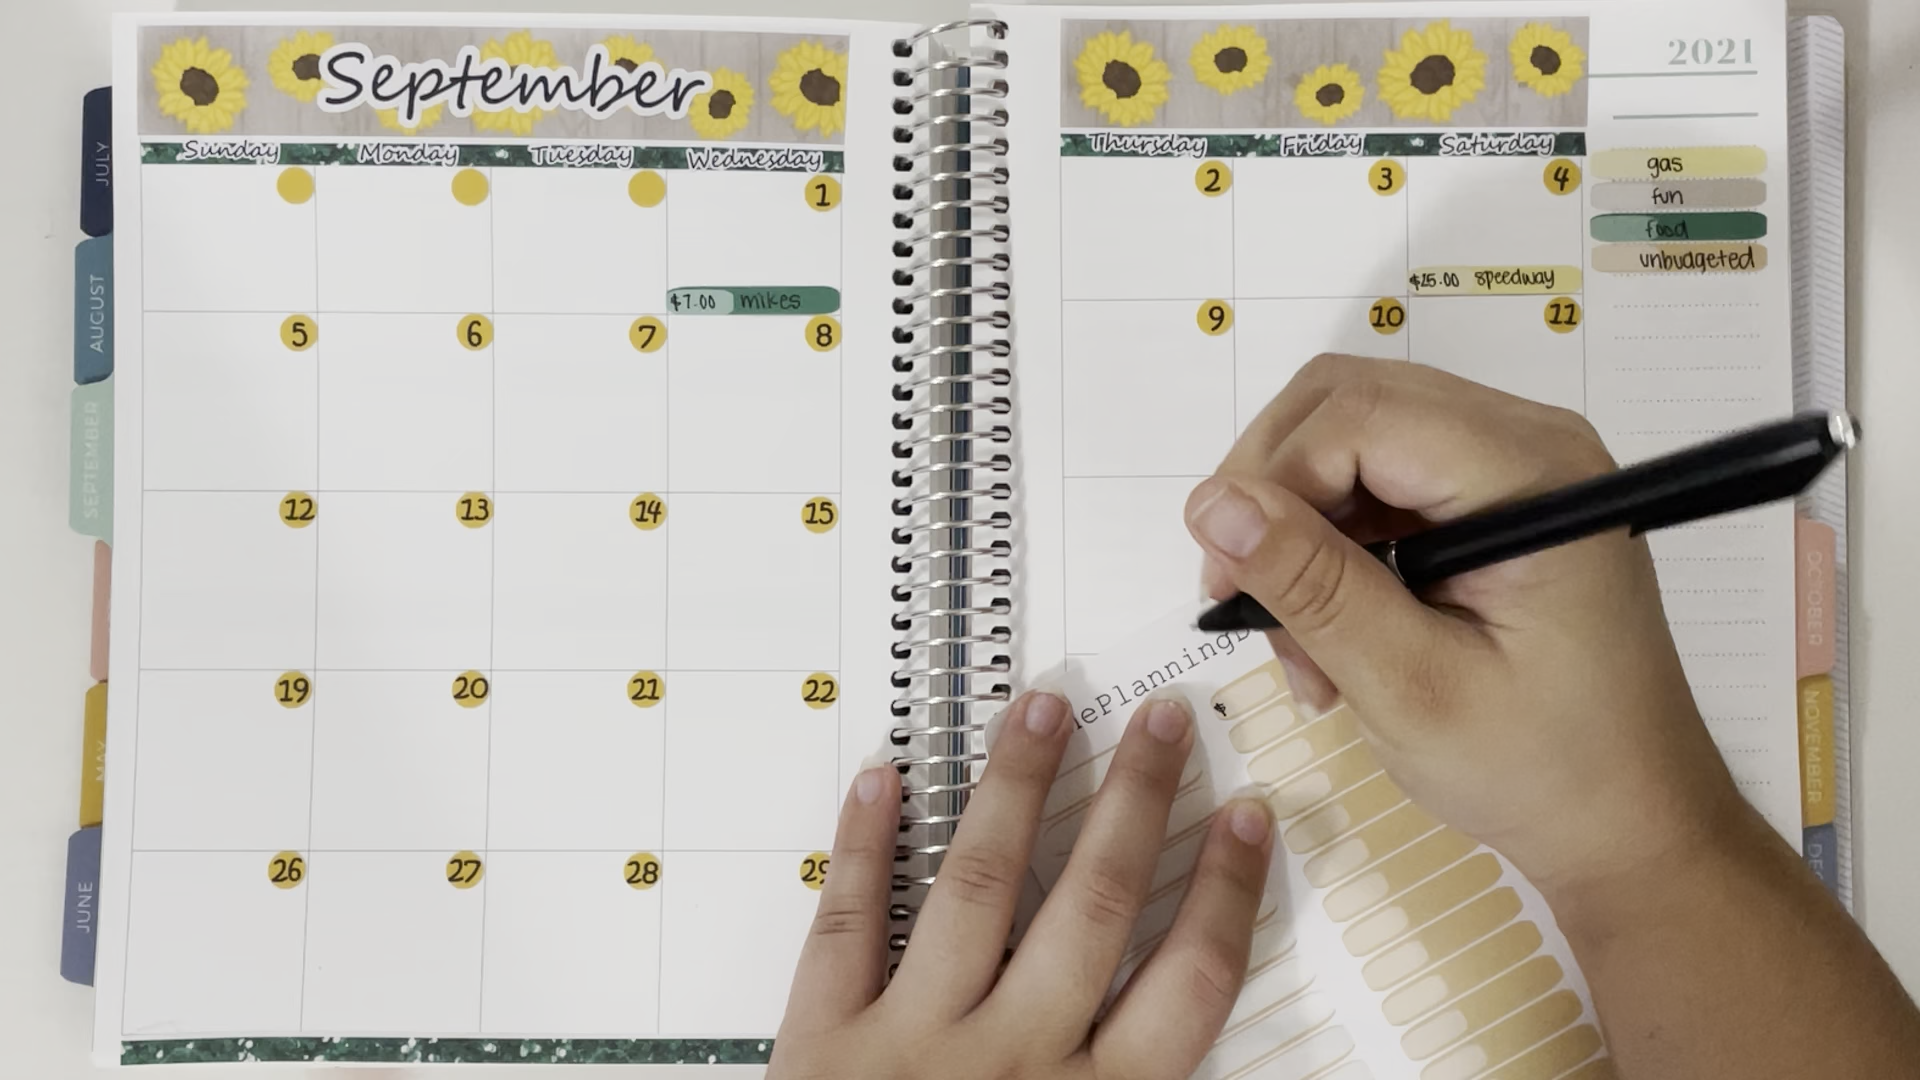 September
2021
Sunday Monday Tuesday Wednesday Thursday Friday Saturday
1 2 3 4
gas
fun
food
unbudgeted
$7.00 mikes
$25.00 speedway
5 6 7 8 9 10 11
12 13 14 15
19 20 21 22
26 27 28 29
$
JULY
AUGUST
SEPTEMBER
MAY
JUNE
OCTOBER
NOVEMBER